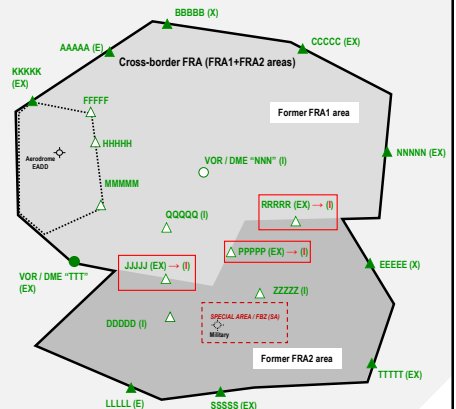 BBBBB (X)
AAAAA (E)
CCCCC (EX)
Cross-border FRA (FRA1+FRA2 areas)
KKKKK
(EX)
FFFFF
Former FRA1 area
Aerodrome
EADD
HHHHH
NNNNN (EX)
VOR / DME “NNN” (I)
MMMMM
RRRRR (EX) → (I)
QQQQQ (I)
PPPPP (EX) → (I)
JJJJJ (EX) → (I)
EEEEE (X)
VOR / DME “TTT”
(EX)
ZZZZZ (I)
SPECIAL AREA / FBZ (SA)
DDDDD (I)
Military
Former FRA2 area
TTTTT (EX)
LLLLL (E)
SSSSS (EX)